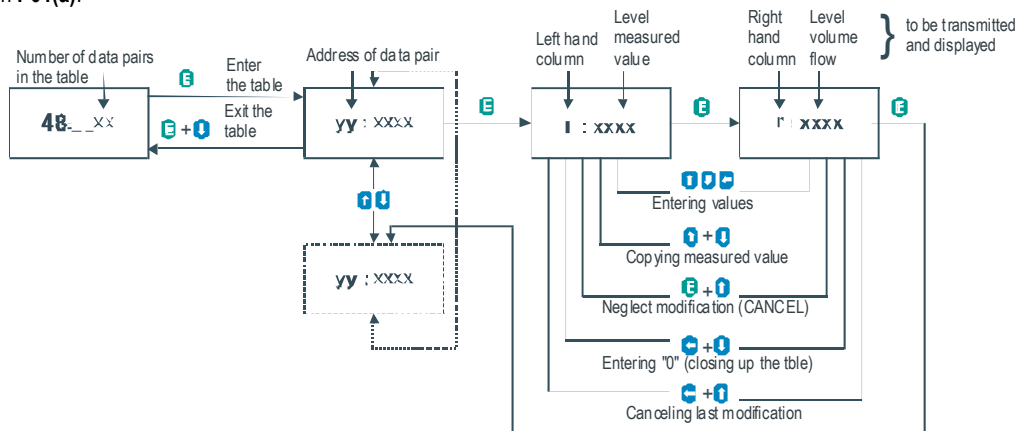 Number of data pairs
in the table
E
Enter
the table
Address of data pair
Left hand
column
Level
measured
value
Right
hand
column
Level
volume
flow
}
to be transmitted
and displayed
48._ _xx
E + ↓
Exit the
table
yy : xxxx
E
l : xxxx
E
r : xxxx
E
↑ ↓
yy : xxxx
↑ ↓ ←
Entering values
↑ + ↓
Copying measured value
E + ↑
Neglect modification (CANCEL)
← + ↓
Entering "0" (closing up the tble)
← + ↑
Canceling last modification